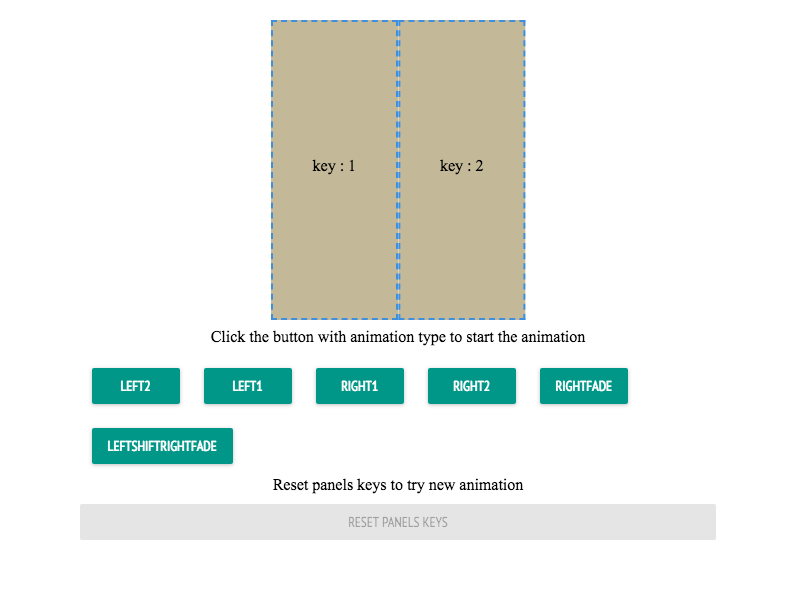 key : 1 key : 2
Click the button with animation type to start the animation
LEFT2 LEFT1 RIGHT1 RIGHT2 RIGHTFADE
LEFTSHIFTRIGHTFADE
Reset panels keys to try new animation
RESET PANELS KEYS